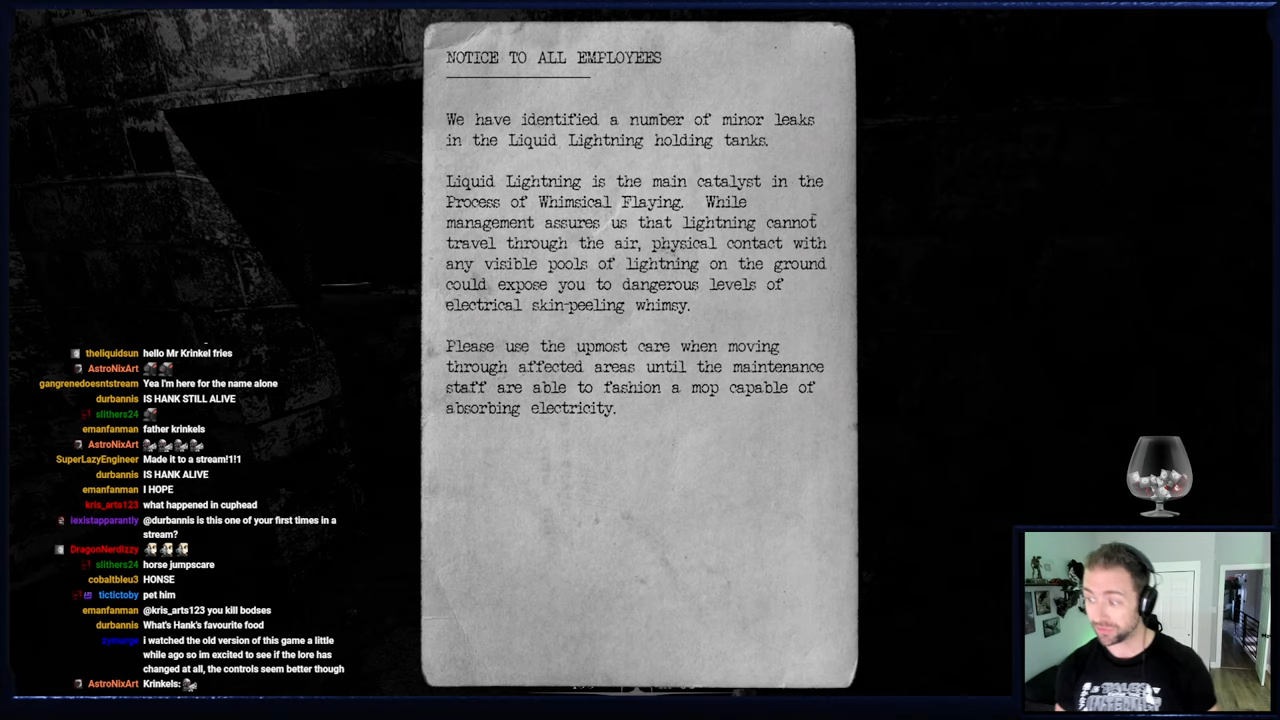 NOTICE TO ALL EMPLOYEES
We have identified a number of minor leaks
in the Liquid Lightning holding tanks.
Liquid Lightning is the main catalyst in the
Process of Whimsical Flaying. While
management assures us that lightning cannot
travel through the air, physical contact with
any visible pools of lightning on the ground
could expose you to dangerous levels of
electrical skin-peeling whimsy.
Please use the upmost care when moving
through affected areas until the maintenance
staff are able to fashion a mop capable of
absorbing electricity.
theliquidsun hello Mr Krinkel fries
AstroNixArt
gangrenedoesntstream Yea I'm here for the name alone
durbannis IS HANK STILL ALIVE
slithers24
emanfanman father krinkels
AstroNixArt
SuperLazyEngineer Made it to a stream!1!1
durbannis IS HANK ALIVE
emanfanman I HOPE
kris_arts123 what happened in cuphead
iexistapparantly @durbannis is this one of your first times in a
stream?
DragonNerdIzzy
slithers24 horse jumpscare
cobaltbleu3 HONSE
tictictoby pet him
emanfanman @kris_arts123 you kill bodses
durbannis What's Hank's favourite food
i watched the old version of this game a little
while ago so im excited to see if the lore has
changed at all, the controls seem better though
AstroNixArt Krinkels: